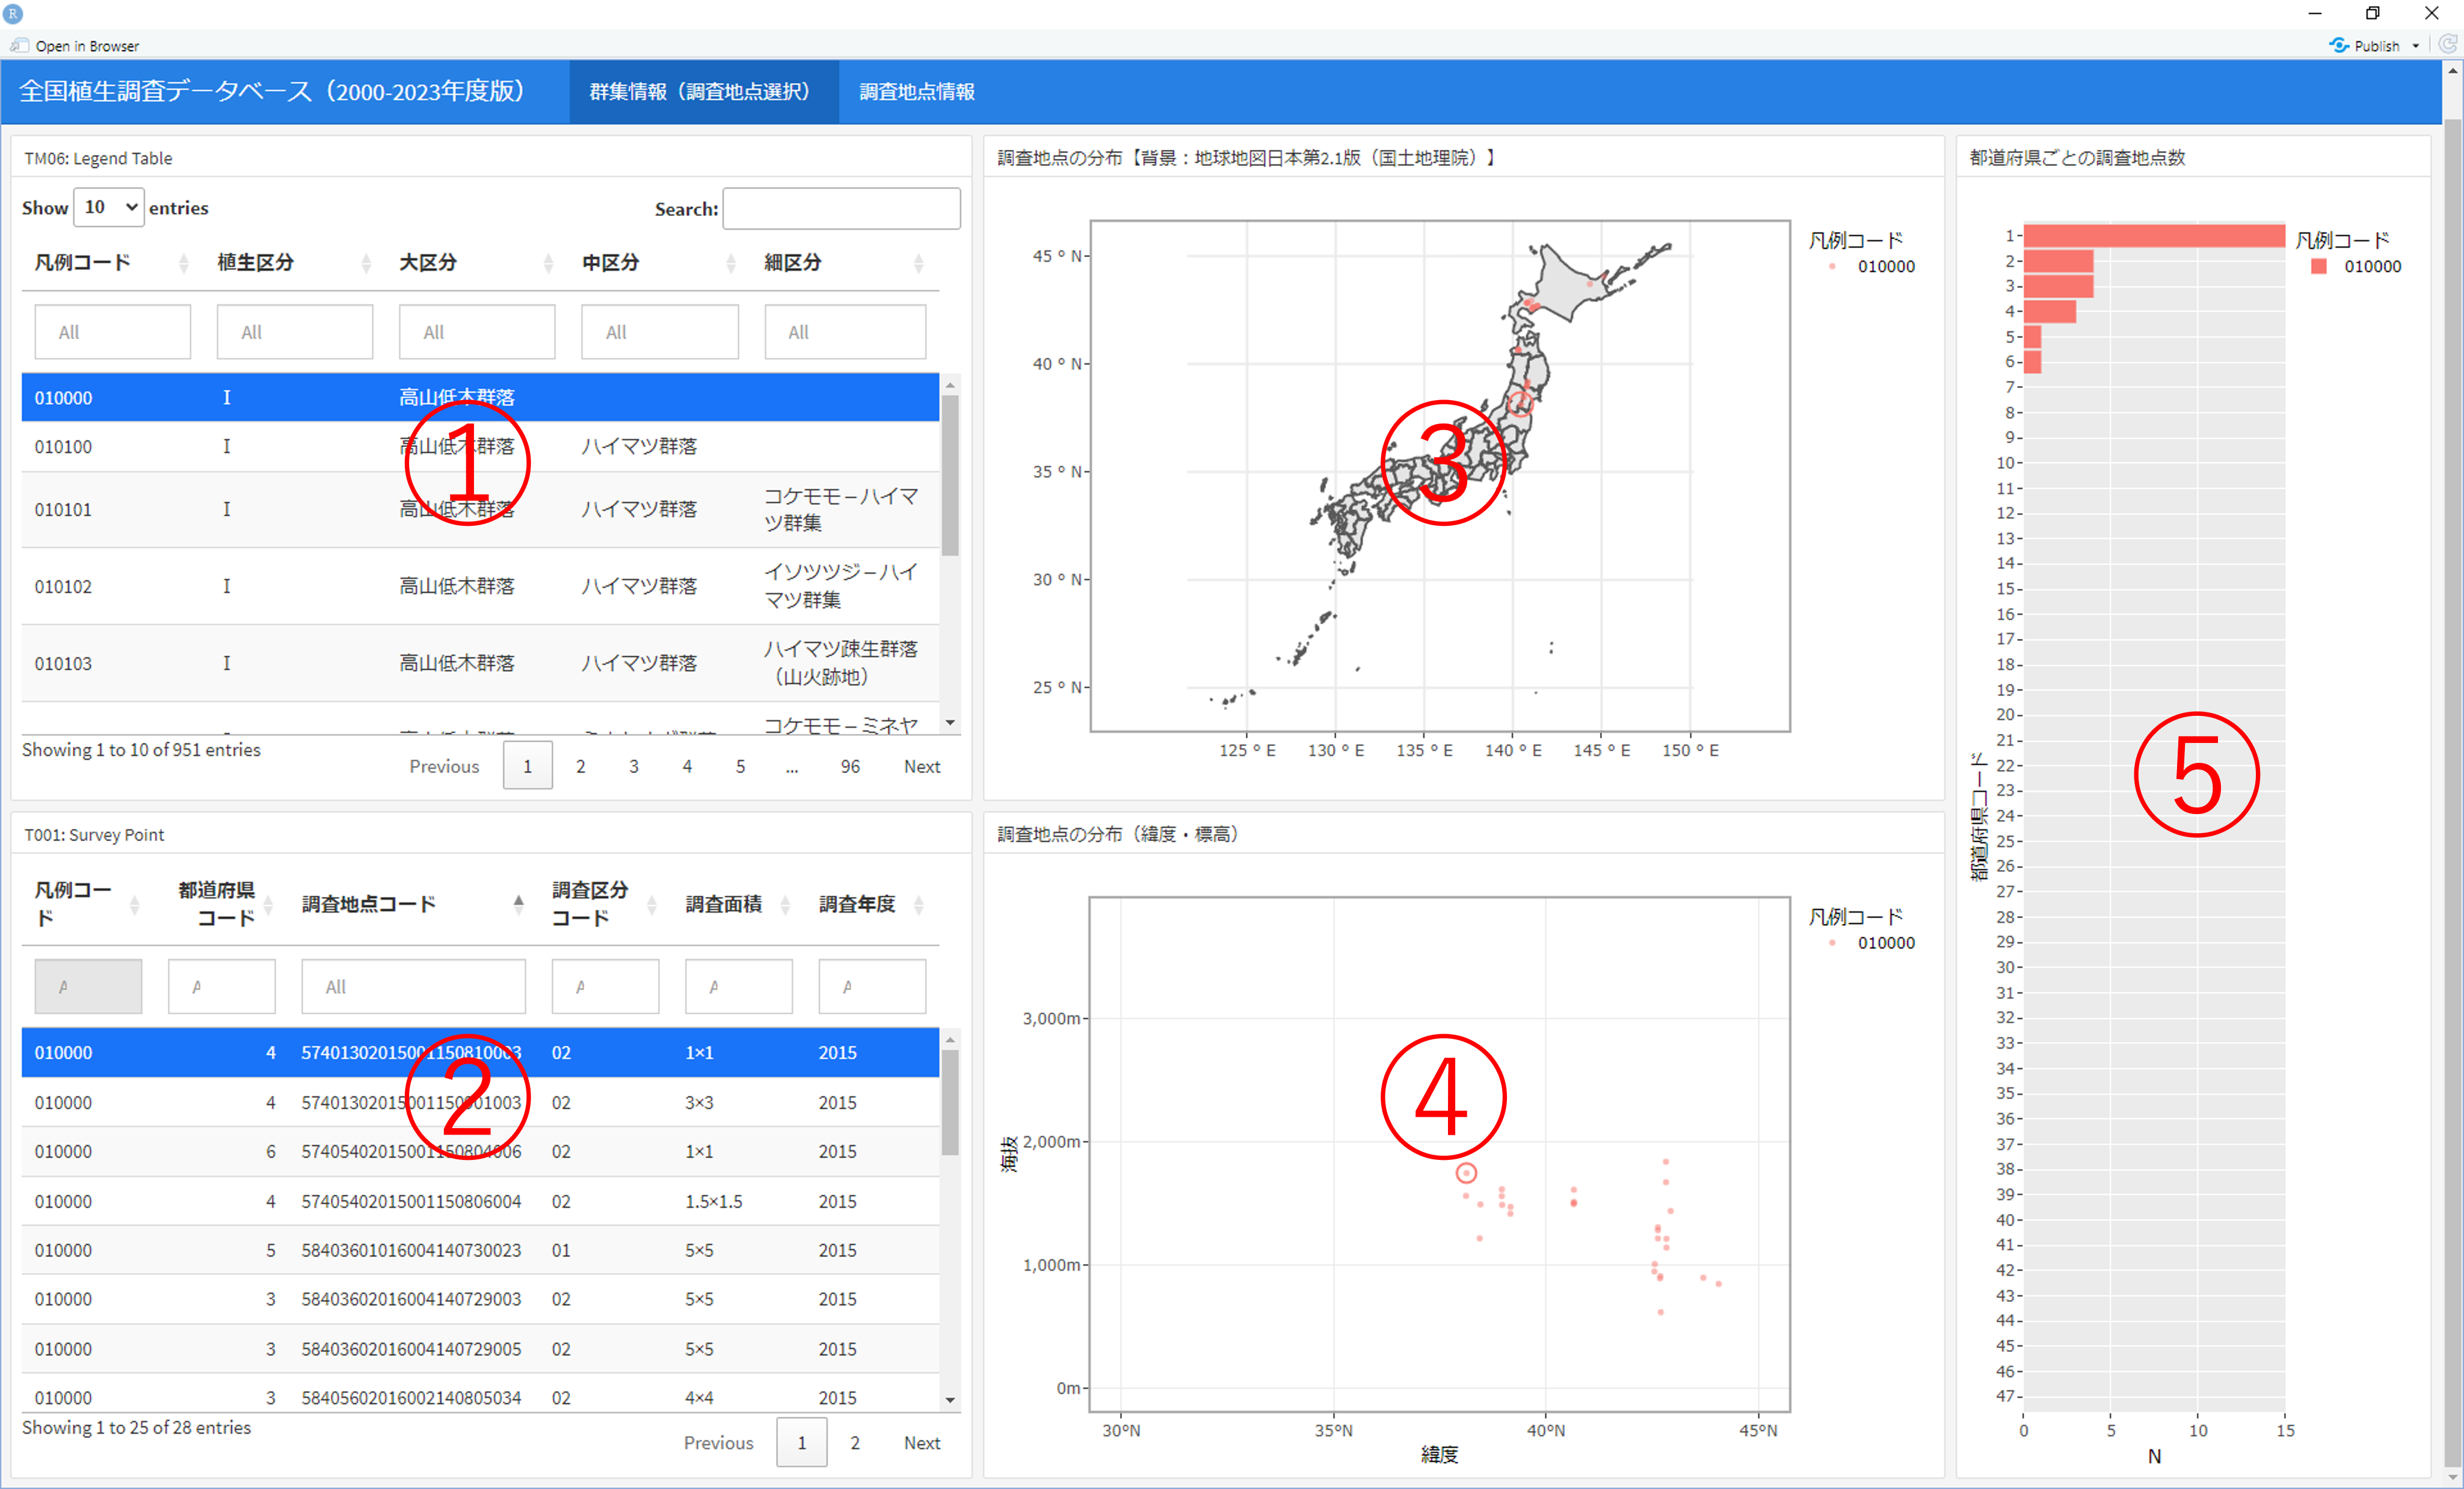 R
Open in Browser
Publish
全国植生調査データベース（2000-2023年度版）
群集情報（調査地点選択）
調査地点情報
TM06: Legend Table
Show 10 entries
Search:
凡例コード 植生区分 大区分 中区分 細区分
All All All All All
010000 I 高山低木群落
010100 I 高山低木群落 ハイマツ群落
010101 I 高山低木群落 ハイマツ群落 コケモモ－ハイマ
ツ群集
010102 I 高山低木群落 ハイマツ群落 イソツツジ－ハイ
マツ群集
010103 I 高山低木群落 ハイマツ群落 ハイマツ疎生群落
（山火跡地）
コケモモ－ミネヤ
①
Showing 1 to 10 of 951 entries
Previous 1 2 3 4 5 … 96 Next
T001: Survey Point
凡例コー
ド
都道府県
コード
調査地点コード
調査区分
コード
調査面積
調査年度
All
010000 4 57401302015001150810003 02 1×1 2015
010000 4 57401302015001150901003 02 3×3 2015
010000 6 57405402015001150804006 02 1×1 2015
010000 4 57405402015001150806004 02 1.5×1.5 2015
010000 5 58403601016004140730023 01 5×5 2015
010000 3 58403602016004140729003 02 5×5 2015
010000 3 58403602016004140729005 02 5×5 2015
010000 3 58405602016002140805034 02 4×4 2015
②
Showing 1 to 25 of 28 entries
Previous 1 2 Next
調査地点の分布【背景：地球地図日本第2.1版（国土地理院）】
45 ° N
40 ° N
35 ° N
30 ° N
25 ° N
125 ° E 130 ° E 135 ° E 140 ° E 145 ° E 150 ° E
凡例コード
010000
③
調査地点の分布（緯度・標高）
海抜
3,000m
2,000m
1,000m
0m
30°N 35°N 40°N 45°N
緯度
凡例コード
010000
④
都道府県ごとの調査地点数
都道府県コード
1
2
3
4
5
6
7
8
9
10
11
12
13
14
15
16
17
18
19
20
21
22
23
24
25
26
27
28
29
30
31
32
33
34
35
36
37
38
39
40
41
42
43
44
45
46
47
0 5 10 15
N
凡例コード
010000
⑤